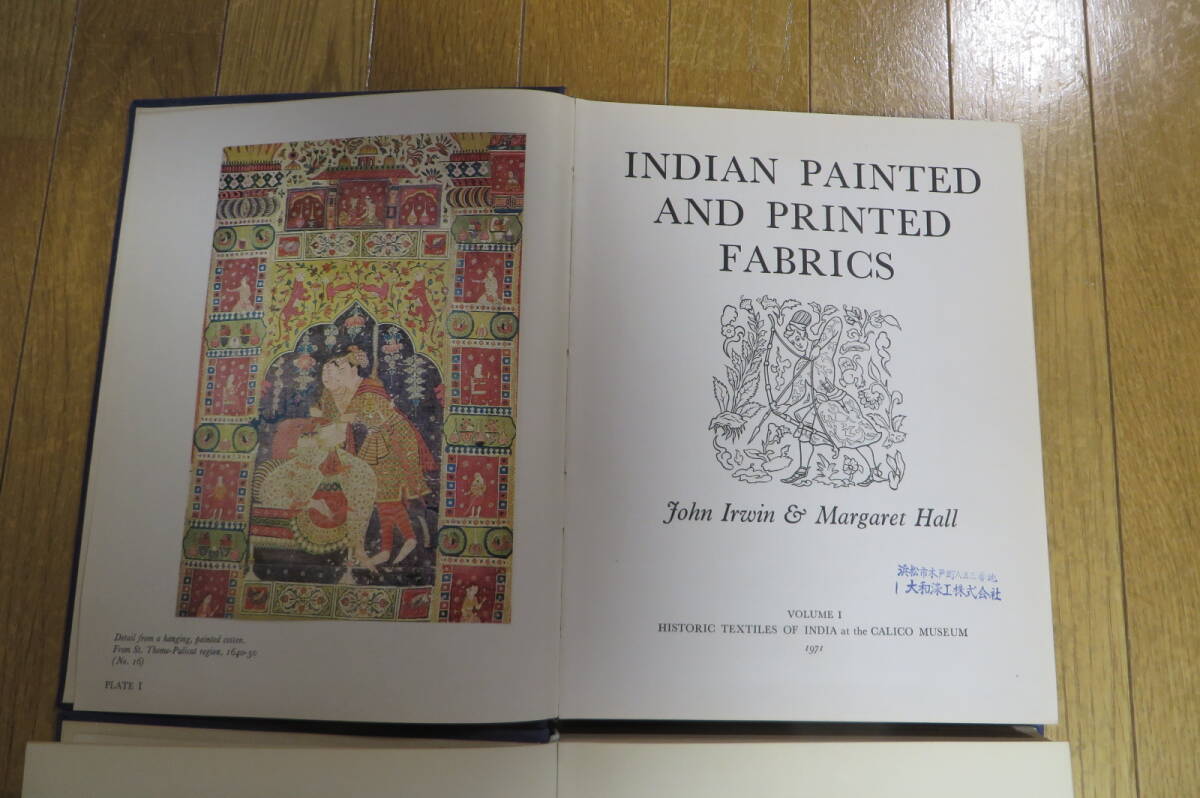 Detail from a hanging, painted cotton.
From St. Thome-Pulicat region, 1640-50
(No. 16)
PLATE I
INDIAN PAINTED
AND PRINTED
FABRICS
John Irwin & Margaret Hall
浜松市木戸町八五三番地
大和染工株式会社
VOLUME I
HISTORIC TEXTILES OF INDIA at the CALICO MUSEUM
1971